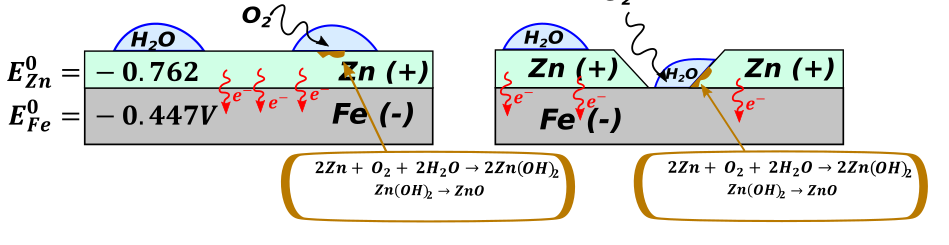 O₂
O₂
H₂O
H₂O
E⁰Zn = −0.762
Zn (+)
Zn (+)
H₂O
Zn (+)
e⁻ e⁻ e⁻
e⁻ e⁻ e⁻
E⁰Fe = −0.447V
Fe (-)
Fe (-)
2Zn + O₂ + 2H₂O → 2Zn(OH)₂
Zn(OH)₂ → ZnO
2Zn + O₂ + 2H₂O → 2Zn(OH)₂
Zn(OH)₂ → ZnO